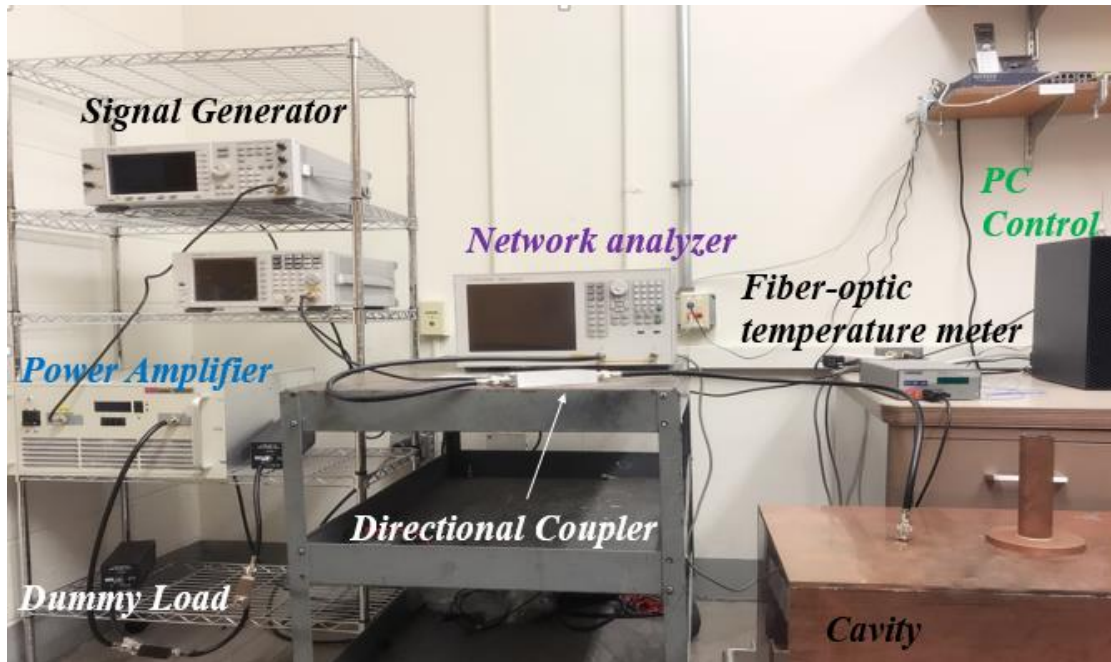 Signal Generator
Network analyzer
PC
Control
Fiber-optic
temperature meter
Power Amplifier
Directional Coupler
Dummy Load
Cavity